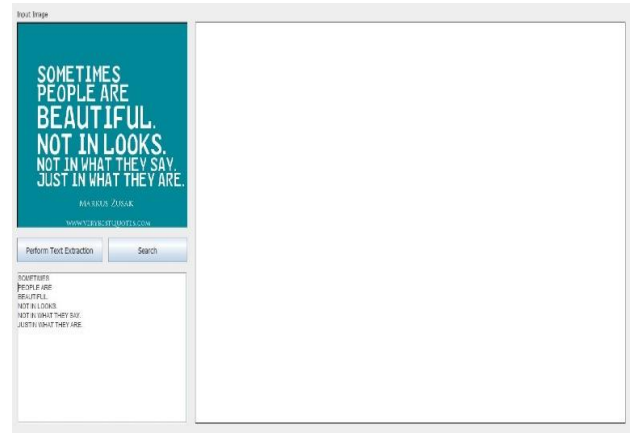 Input Image
SOMETIMES
PEOPLE ARE
BEAUTIFUL.
NOT IN LOOKS.
NOT IN WHAT THEY SAY.
JUST IN WHAT THEY ARE.
MARKUS ZUSAK
WWW.VERYBESTQUOTES.COM
Perform Text Extraction
Search
SOMETIMES
PEOPLE ARE
BEAUTIFUL.
NOT IN LOOKS.
NOT IN WHAT THEY SAY.
JUSTIN WHAT THEY ARE.